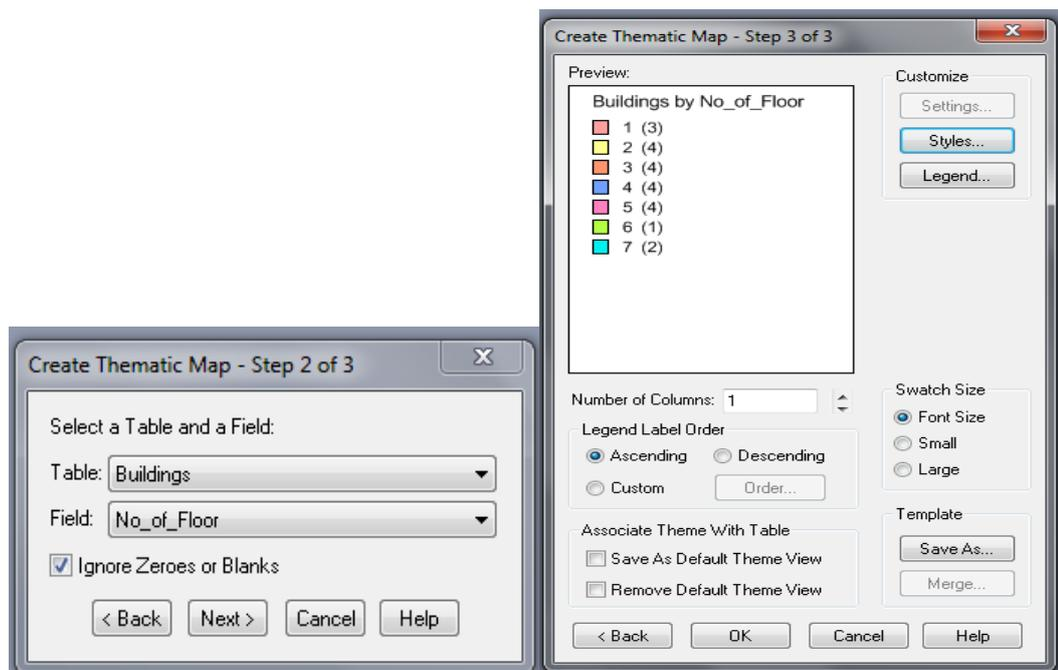 Create Thematic Map - Step 2 of 3
Select a Table and a Field:
Table: Buildings
Field: No_of_Floor
Ignore Zeroes or Blanks
< Back Next > Cancel Help
Create Thematic Map - Step 3 of 3
Preview:
Buildings by No_of_Floor
1 (3)
2 (4)
3 (4)
4 (4)
5 (4)
6 (1)
7 (2)
Customize
Settings...
Styles...
Legend...
Number of Columns: 1
Legend Label Order
Ascending Descending
Custom Order...
Swatch Size
Font Size
Small
Large
Associate Theme With Table
Save As Default Theme View
Remove Default Theme View
Template
Save As...
Merge...
< Back OK Cancel Help